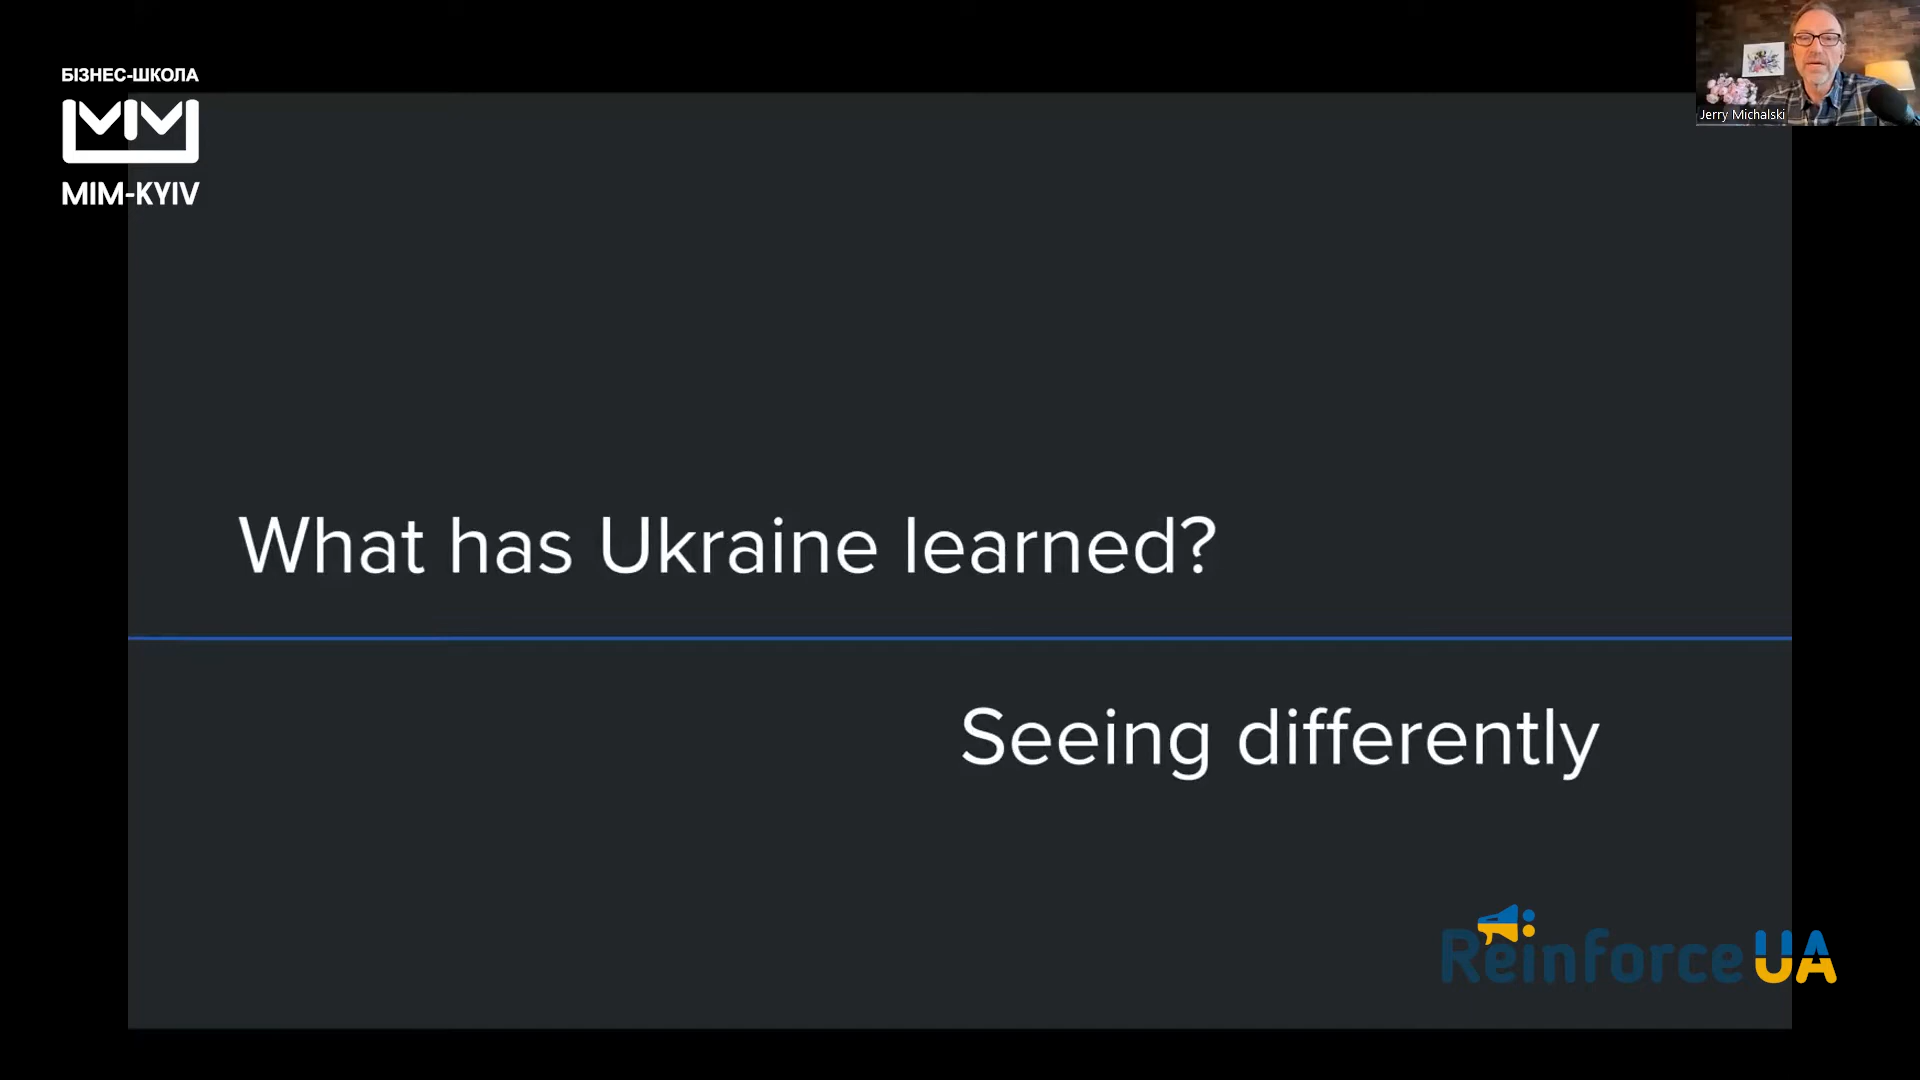 БІЗНЕС-ШКОЛА
MIM-KYIV
Jerry Michalski
What has Ukraine learned?
Seeing differently
ReinforceUA